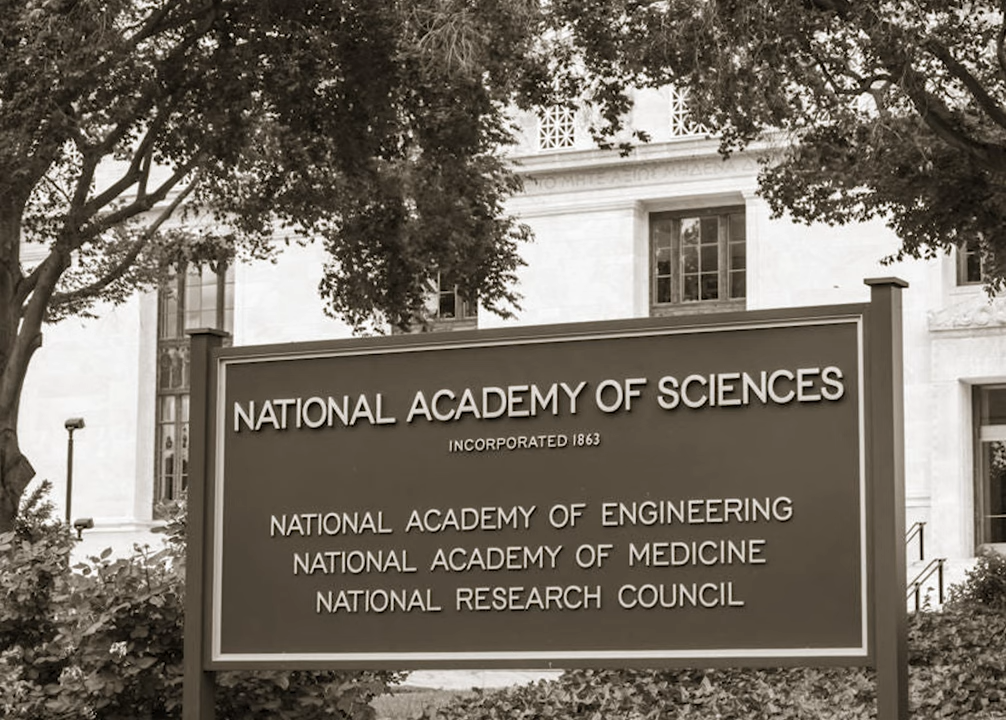 NATIONAL ACADEMY OF SCIENCES
INCORPORATED 1863
NATIONAL ACADEMY OF ENGINEERING
NATIONAL ACADEMY OF MEDICINE
NATIONAL RESEARCH COUNCIL